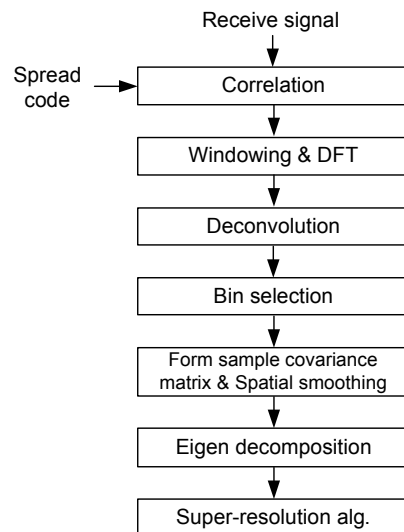 Receive signal
Spread
code
Correlation
Windowing & DFT
Deconvolution
Bin selection
Form sample covariance
matrix & Spatial smoothing
Eigen decomposition
Super-resolution alg.